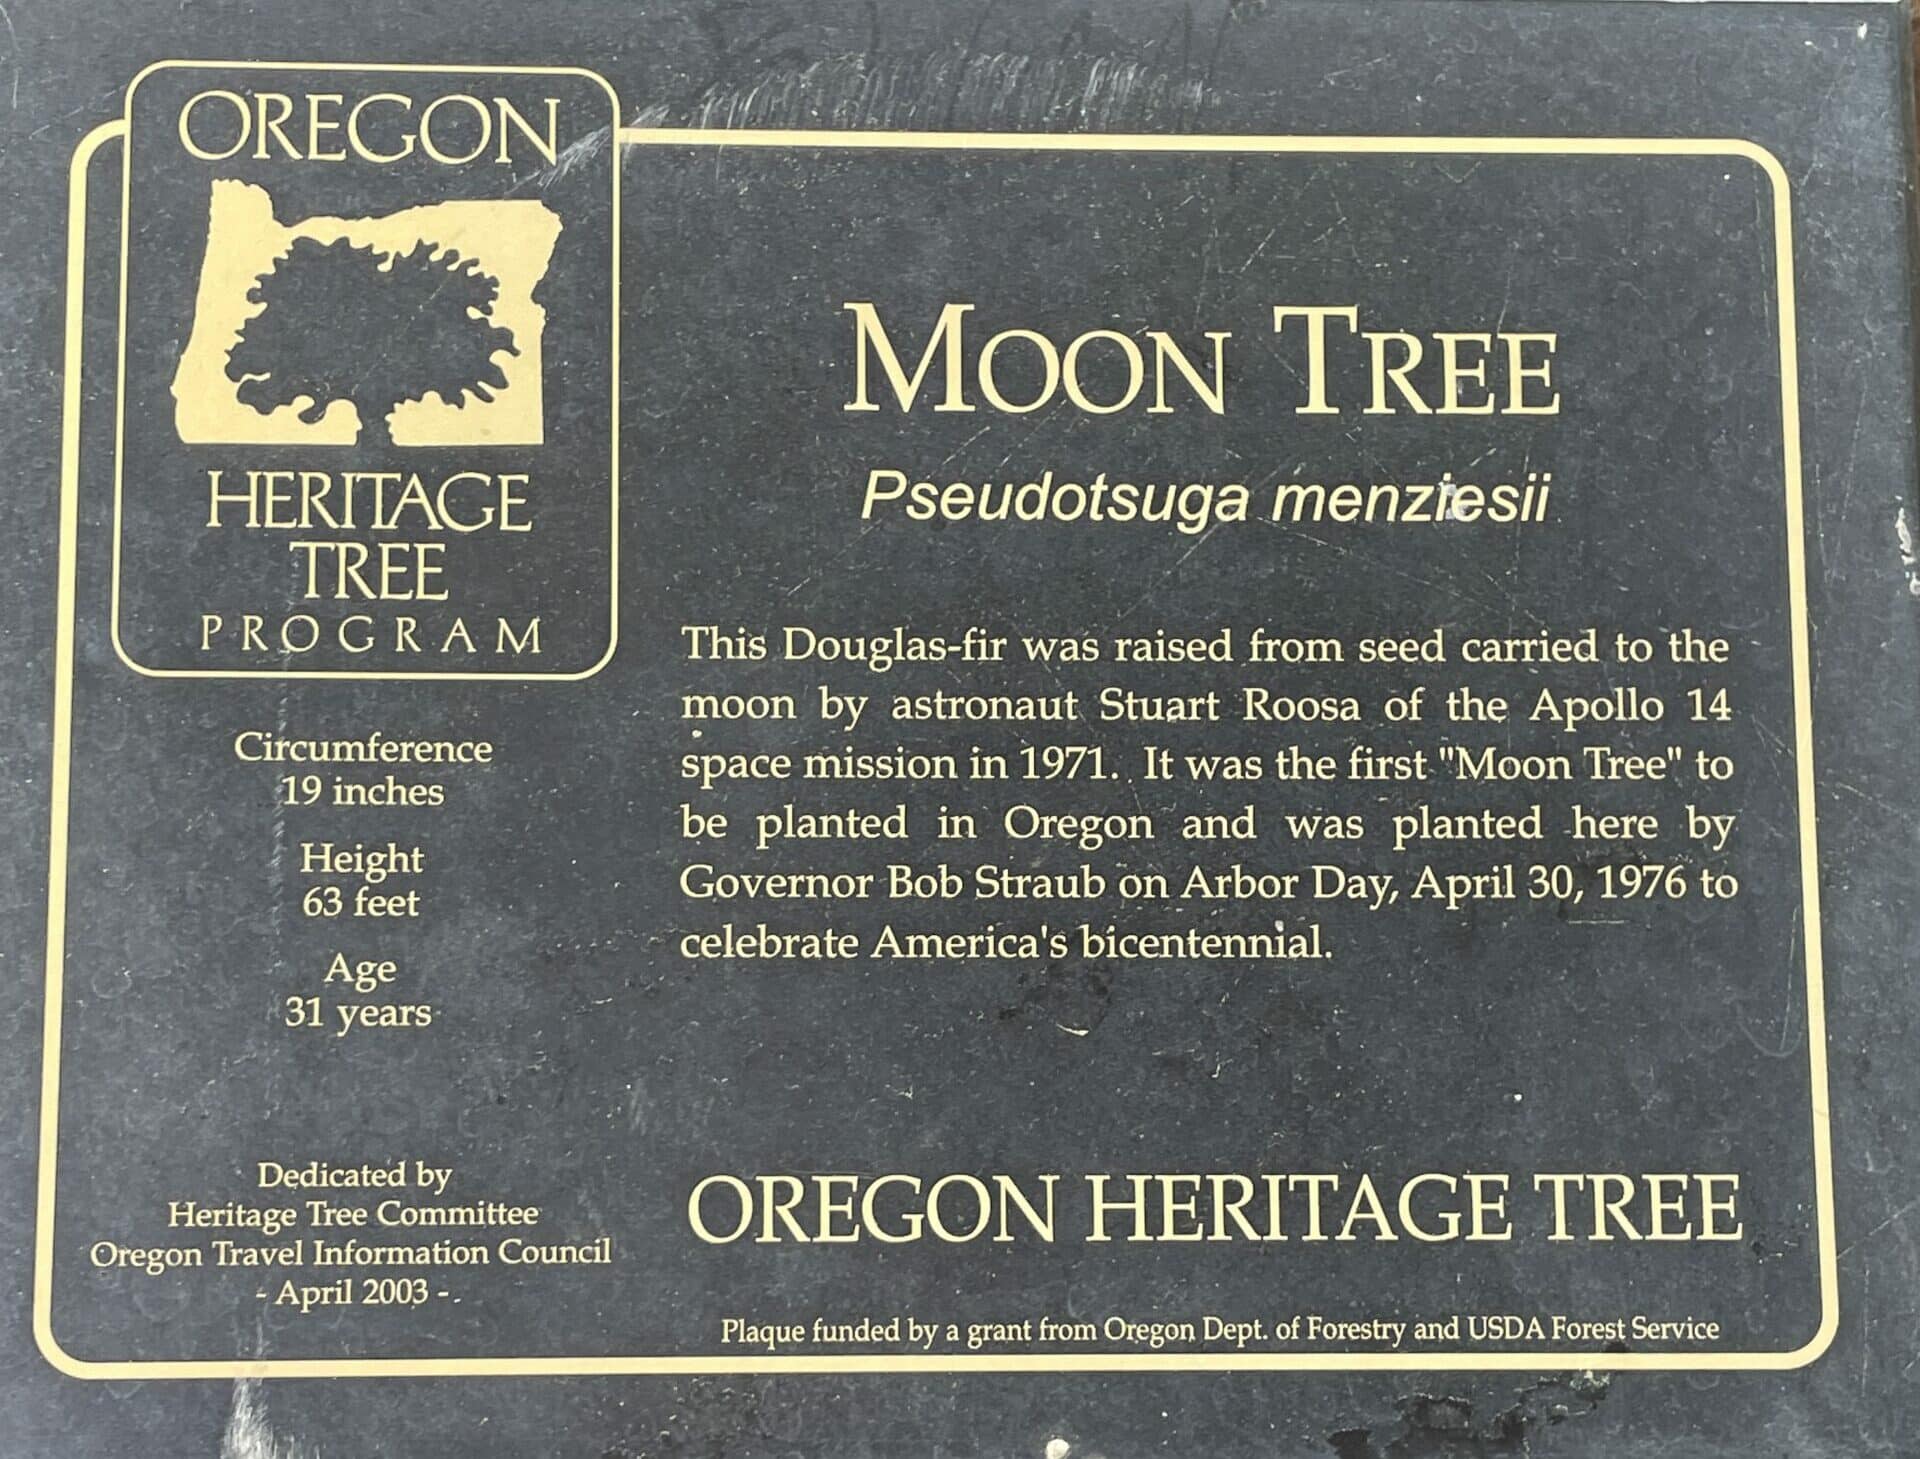 OREGON
HERITAGE
TREE
PROGRAM
Circumference
19 inches
Height
63 feet
Age
31 years
Dedicated by
Heritage Tree Committee
Oregon Travel Information Council
- April 2003 -
MOON TREE
Pseudotsuga menziesii
This Douglas-fir was raised from seed carried to the
moon by astronaut Stuart Roosa of the Apollo 14
space mission in 1971. It was the first "Moon Tree" to
be planted in Oregon and was planted here by
Governor Bob Straub on Arbor Day, April 30, 1976 to
celebrate America's bicentennial.
OREGON HERITAGE TREE
Plaque funded by a grant from Oregon Dept. of Forestry and USDA Forest Service